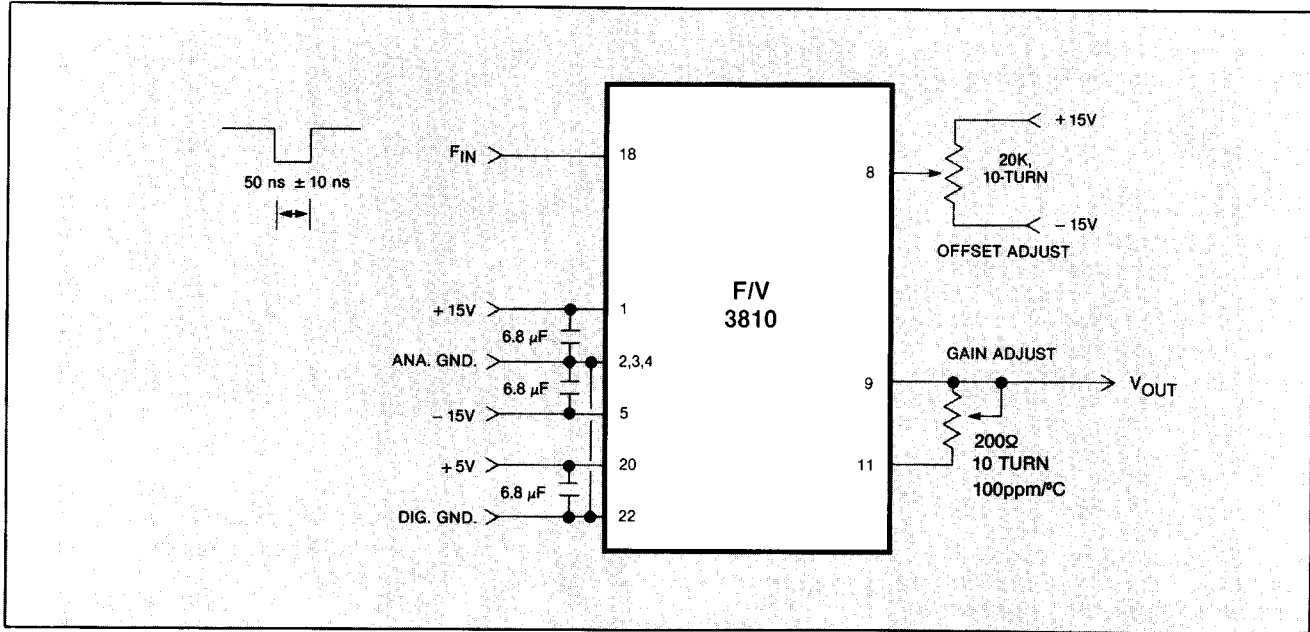 50 ns ± 10 ns
F_IN
18
+ 15V
1
6.8 µF
ANA. GND.
2,3,4
6.8 µF
− 15V
5
+ 5V
20
6.8 µF
DIG. GND.
22
F/V
3810
8
+ 15V
20K,
10-TURN
− 15V
OFFSET ADJUST
GAIN ADJUST
9
V_OUT
11
200Ω
10 TURN
100ppm/ºC